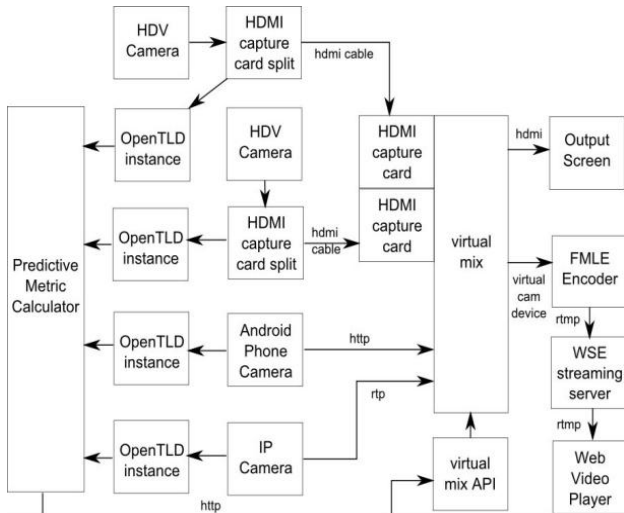 HDV
Camera
HDMI
capture
card split
hdmi cable
OpenTLD
instance
HDV
Camera
HDMI
capture
card
HDMI
capture
card
virtual
mix
hdmi
Output
Screen
OpenTLD
instance
HDMI
capture
card split
hdmi
cable
Predictive
Metric
Calculator
virtual
cam
device
FMLE
Encoder
rtmp
OpenTLD
instance
Android
Phone
Camera
http
WSE
streaming
server
rtp
rtmp
OpenTLD
instance
IP
Camera
virtual
mix API
Web
Video
Player
http